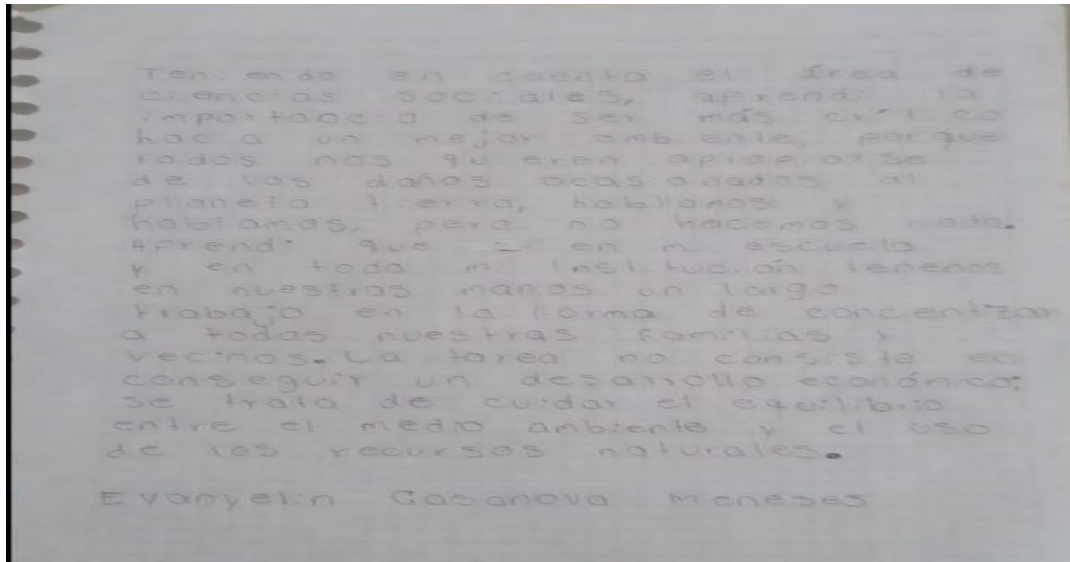 Teniendo en cuenta el área de
ciencias sociales, aprendí la
importancia de ser más crítico
hacia un mejor ambiente, porque
todos nos quieren apropiarse
de los daños ocasionados al
planeta tierra, hablamos y
hablamos, pero no hacemos nada.
Aprendí que en mi escuela
y en toda mi institución tenemos
en nuestras manos un largo
trabajo en la norma de concentizar
a todas nuestras familias y
vecinos. La tarea no consiste en
conseguir un desarrollo económico;
se trata de cuidar el equilibrio
entre el medio ambiente y el uso
de los recursos naturales.
Evanyelin Casanova Meneses